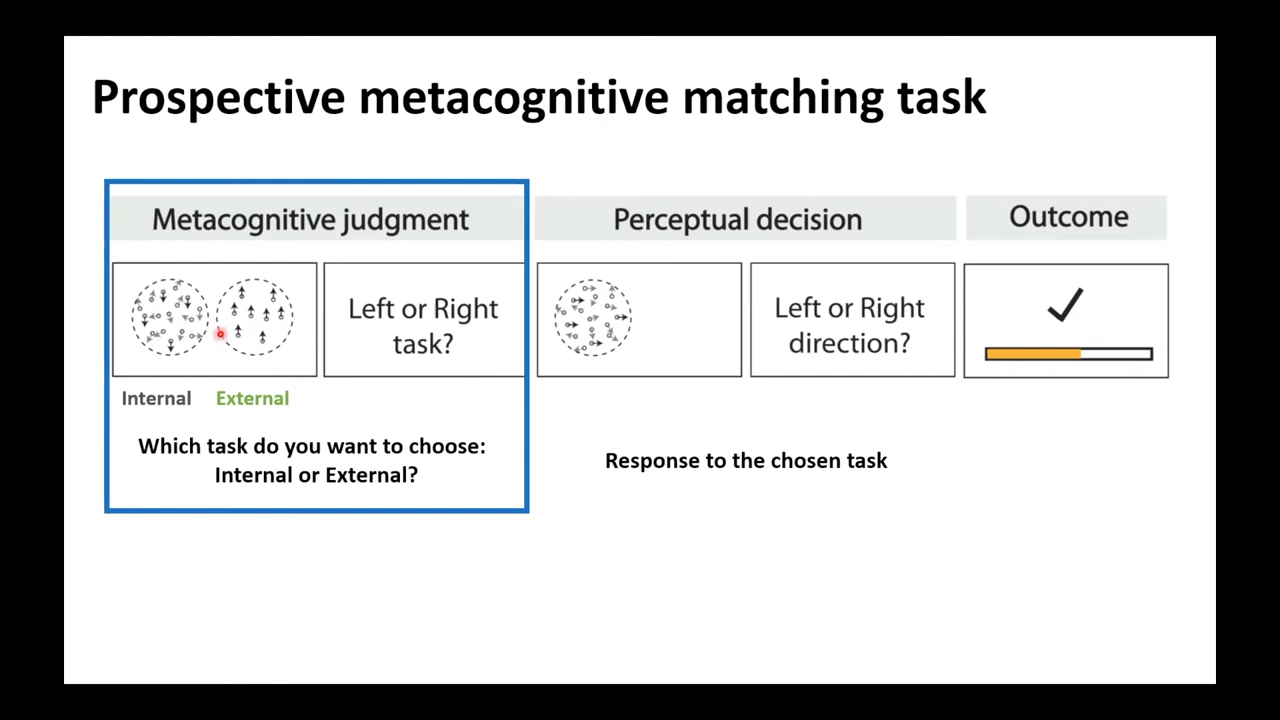 Prospective metacognitive matching task
Metacognitive judgment
Perceptual decision
Outcome
Left or Right
task?
Left or Right
direction?
Internal
External
Which task do you want to choose:
Internal or External?
Response to the chosen task